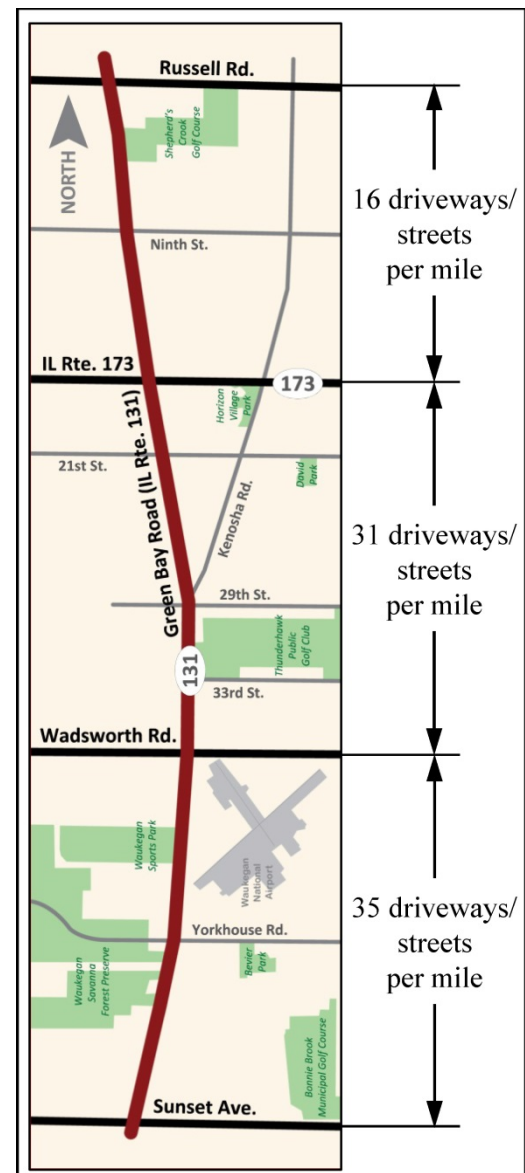 Russell Rd.
NORTH
Shepherd's
Crook
Golf Course
16 driveways/
streets
per mile
Ninth St.
IL Rte. 173
173
Horizon
Village
Park
Green Bay Road (IL Rte. 131)
21st St.
David
Park
Kenosha Rd.
31 driveways/
streets
per mile
29th St.
Thunderhawk
Public
Golf Club
131
33rd St.
Wadsworth Rd.
Waukegan
Sports Park
Waukegan
National
Airport
35 driveways/
streets
per mile
Yorkhouse Rd.
Waukegan
Savanna
Forest Preserve
Bevier
Park
Bonnie Brook
Municipal Golf Course
Sunset Ave.